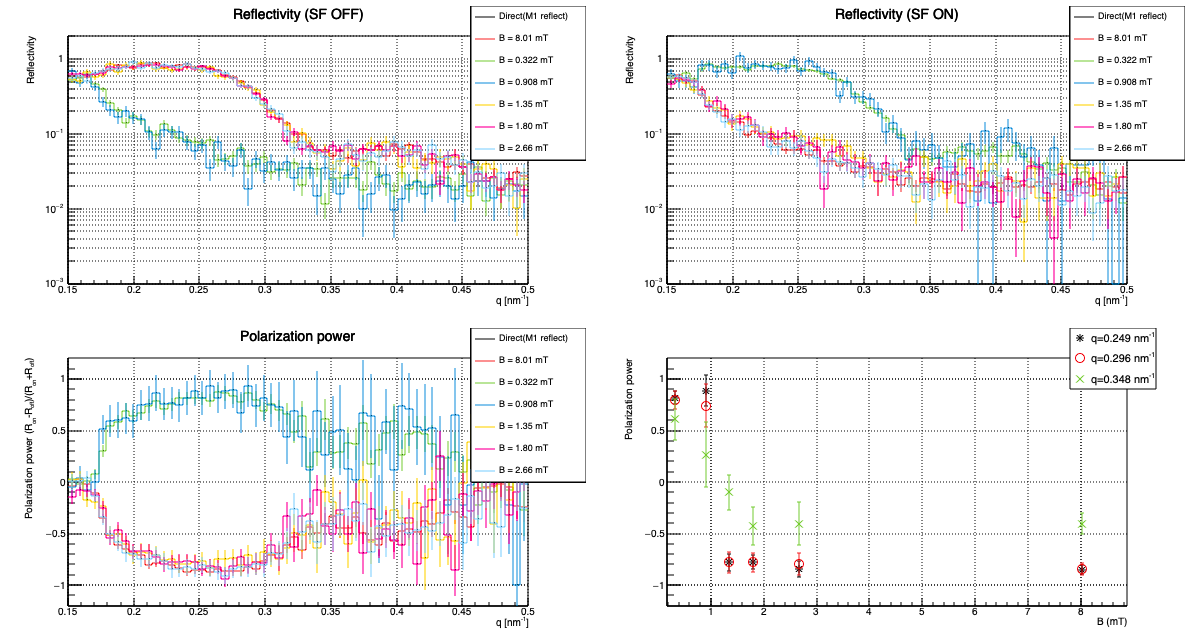 Reflectivity (SF OFF)
Reflectivity
1
10⁻¹
10⁻²
10⁻³
0.15 0.2 0.25 0.3 0.35 0.4 0.45 0.5
q [nm⁻¹]
Direct(M1 reflect)
B = 8.01 mT
B = 0.322 mT
B = 0.908 mT
B = 1.35 mT
B = 1.80 mT
B = 2.66 mT
Reflectivity (SF ON)
Reflectivity
1
10⁻¹
10⁻²
10⁻³
0.15 0.2 0.25 0.3 0.35 0.4 0.45 0.5
q [nm⁻¹]
Direct(M1 reflect)
B = 8.01 mT
B = 0.322 mT
B = 0.908 mT
B = 1.35 mT
B = 1.80 mT
B = 2.66 mT
Polarization power
Polarization power (R_on-R_off)/(R_on+R_off)
1
0.5
0
−0.5
−1
0.15 0.2 0.25 0.3 0.35 0.4 0.45 0.5
q [nm⁻¹]
Direct(M1 reflect)
B = 8.01 mT
B = 0.322 mT
B = 0.908 mT
B = 1.35 mT
B = 1.80 mT
B = 2.66 mT
Polarization power
1
0.5
0
−0.5
−1
1 2 3 4 5 6 7 8
B (mT)
q=0.249 nm⁻¹
q=0.296 nm⁻¹
q=0.348 nm⁻¹